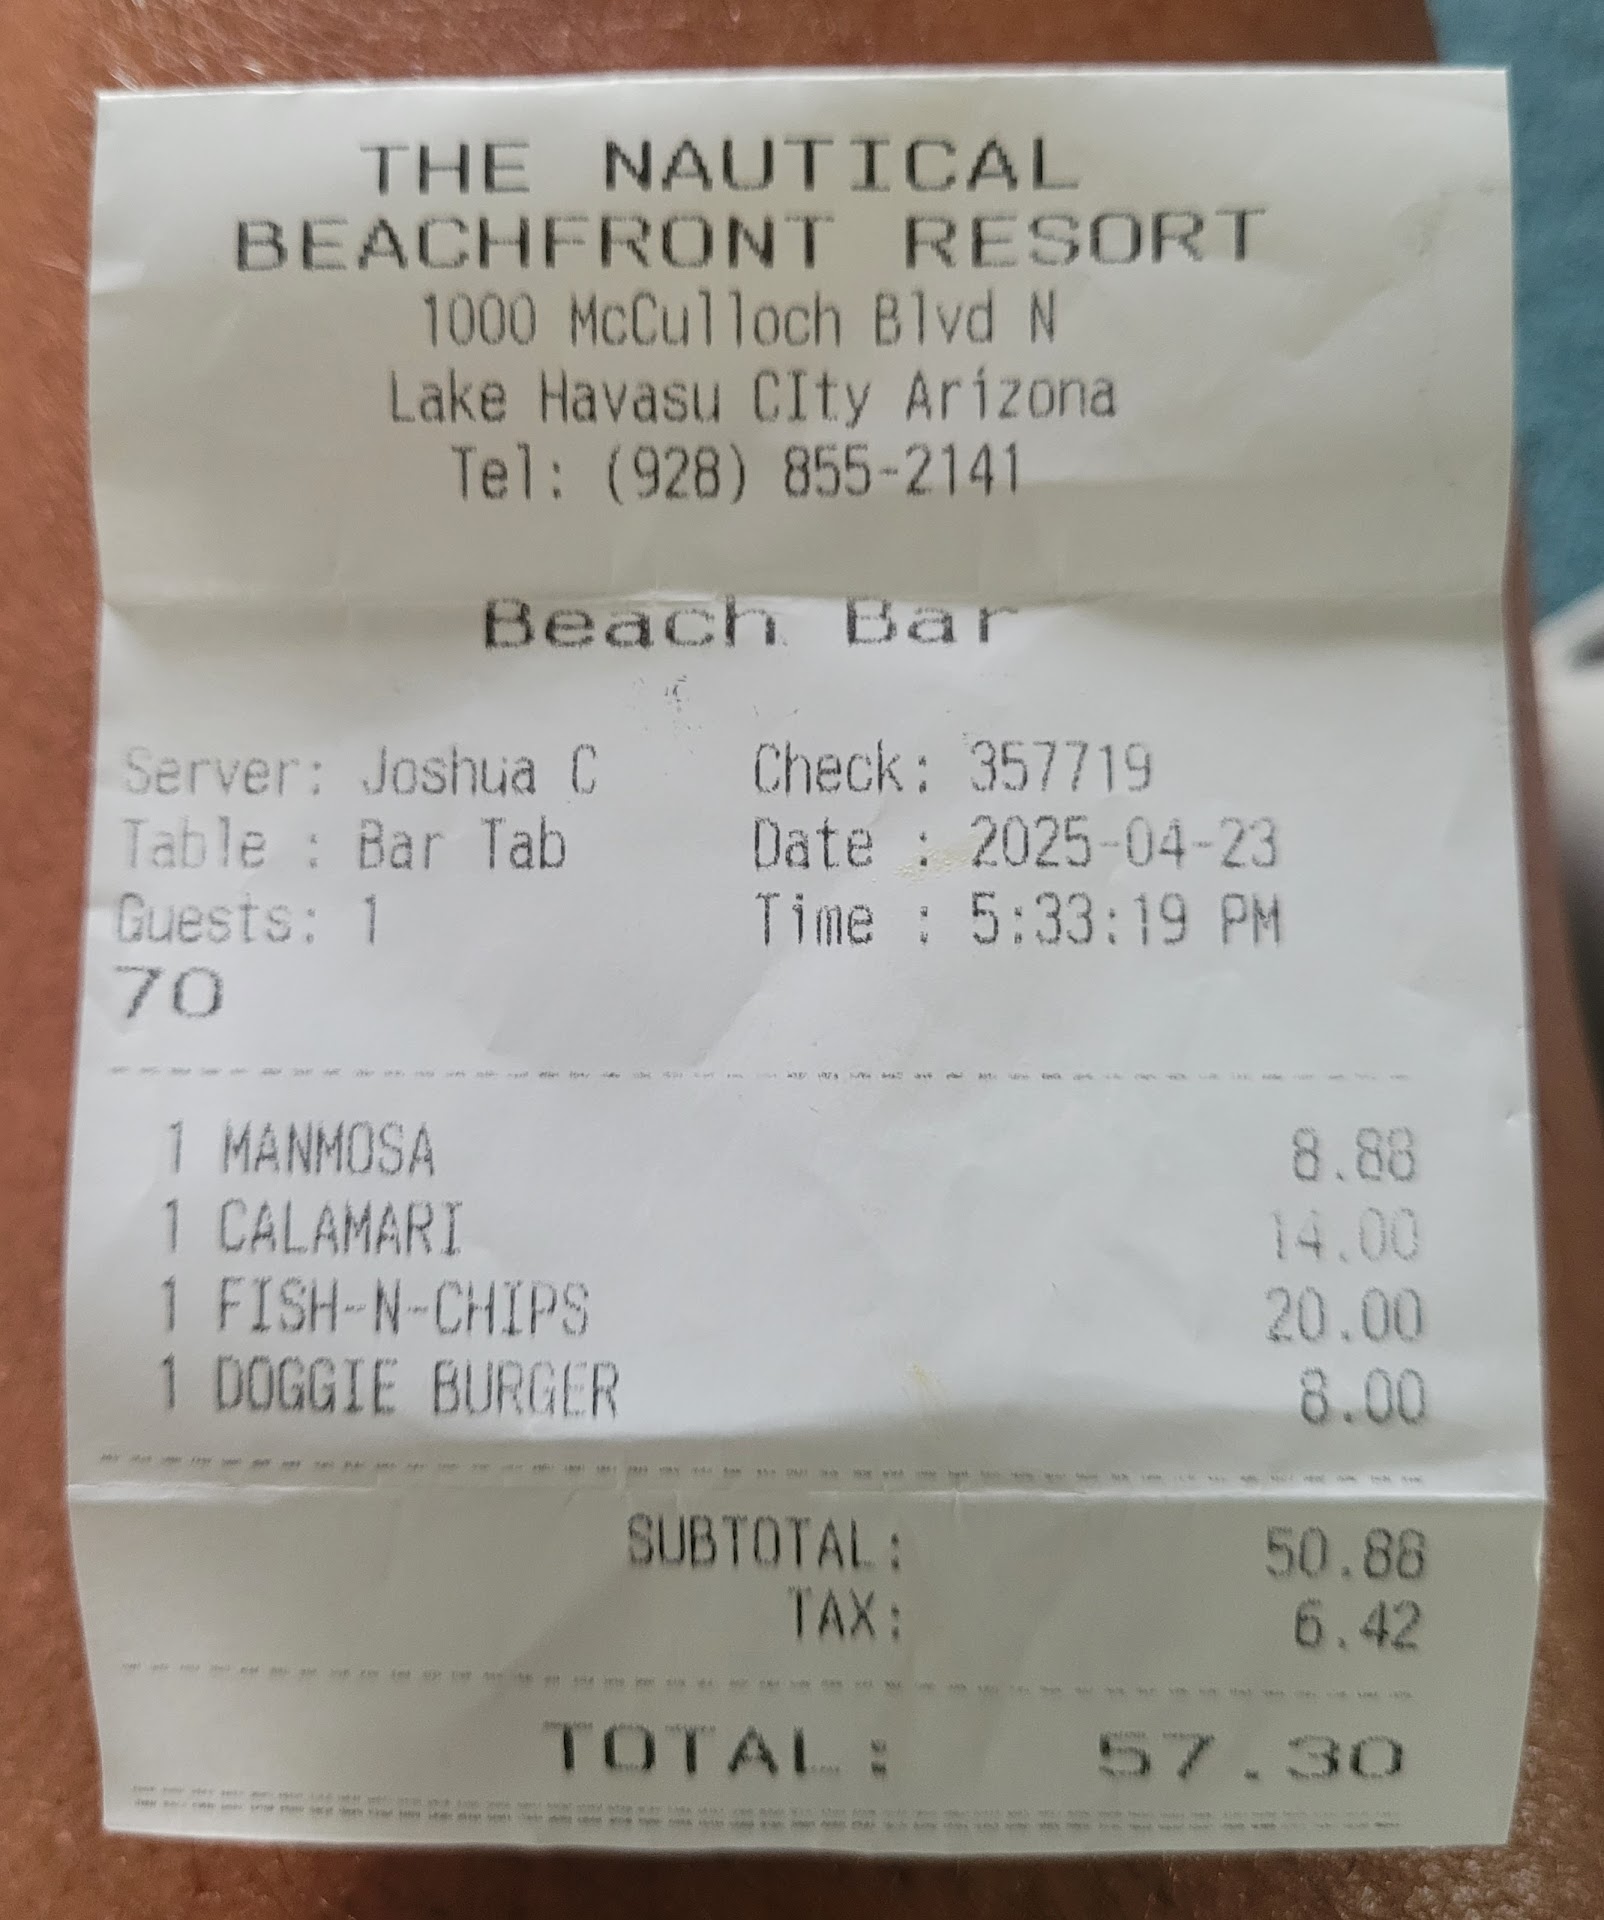 THE NAUTICAL
BEACHFRONT RESORT
1000 McCulloch Blvd N
Lake Havasu CIty Arizona
Tel: (928) 855-2141
Beach Bar
Server: Joshua C Check: 357719
Table : Bar Tab Date : 2025-04-23
Guests: 1 Time : 5:33:19 PM
70
1 MANMOSA 8.88
1 CALAMARI 14.00
1 FISH-N-CHIPS 20.00
1 DOGGIE BURGER 8.00
SUBTOTAL: 50.88
TAX: 6.42
TOTAL: 57.30